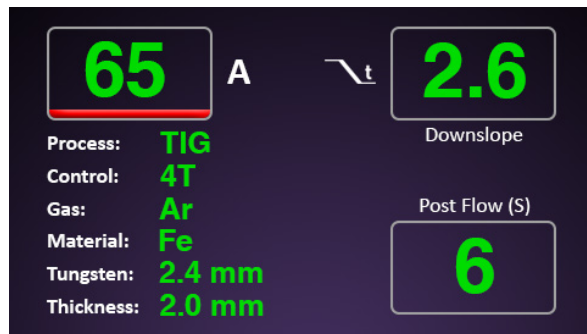 65 A t 2.6
Downslope
Process: TIG
Control: 4T
Gas: Ar
Material: Fe
Tungsten: 2.4 mm
Thickness: 2.0 mm
Post Flow (S)
6